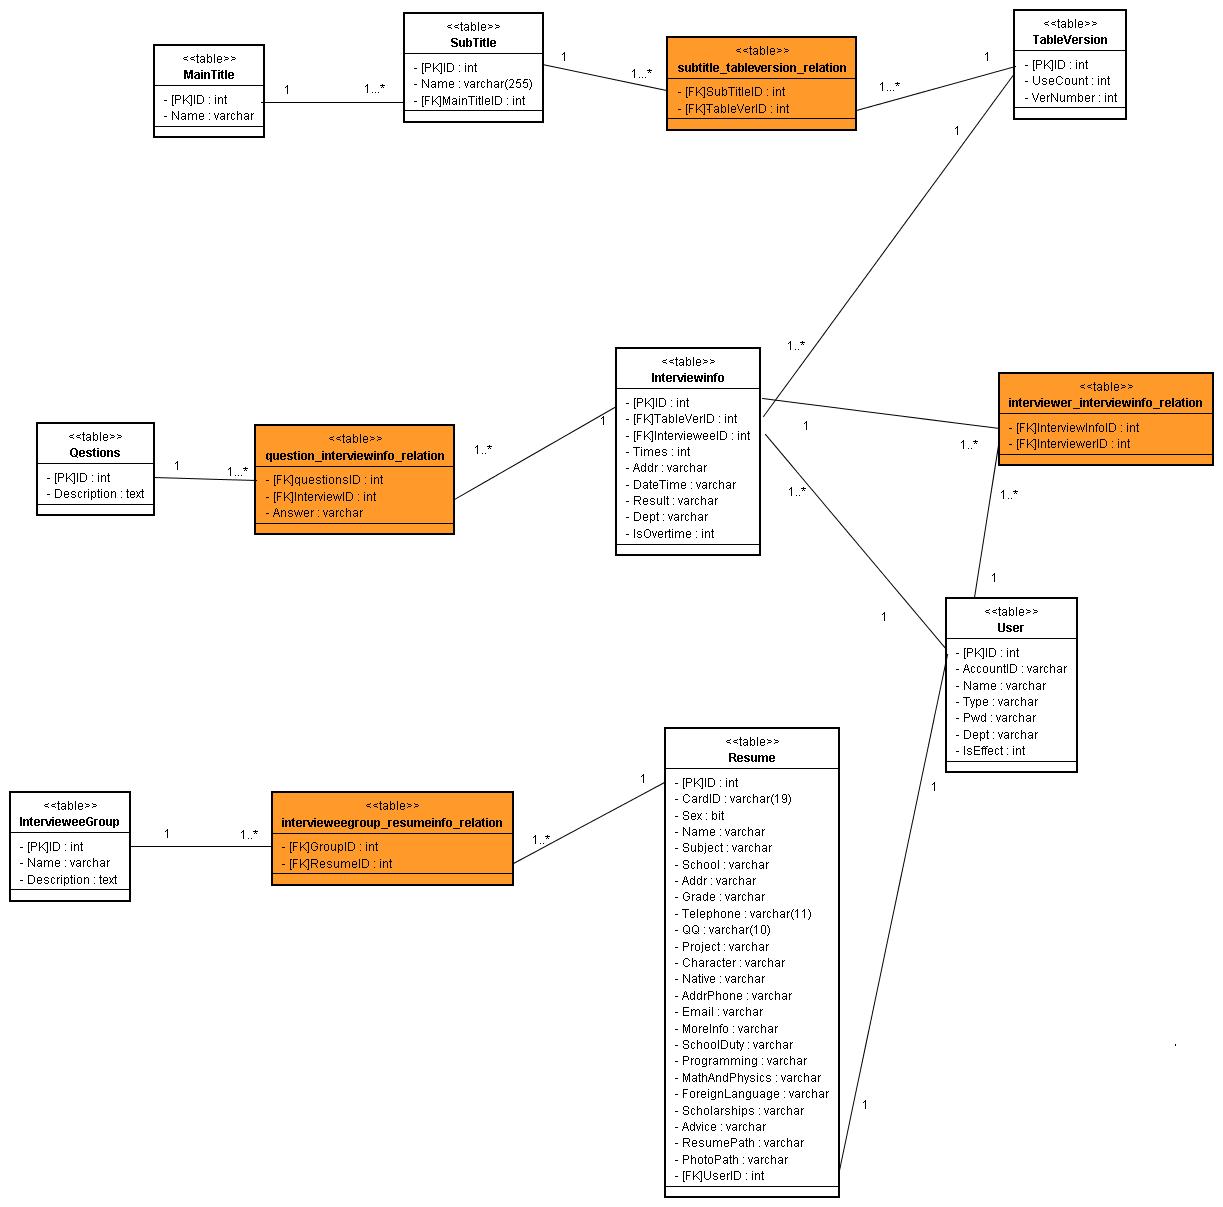 <<table>>
MainTitle
- [PK]ID : int
- Name : varchar
1
1...*
<<table>>
SubTitle
- [PK]ID : int
- Name : varchar(255)
- [FK]MainTitleID : int
1
1...*
<<table>>
subtitle_tableversion_relation
- [FK]SubTitleID : int
- [FK]TableVerID : int
1...*
1
<<table>>
TableVersion
- [PK]ID : int
- UseCount : int
- VerNumber : int
1
1..*
<<table>>
Qestions
- [PK]ID : int
- Description : text
1
1...*
<<table>>
question_interviewinfo_relation
- [FK]questionsID : int
- [FK]InterviewID : int
- Answer : varchar
1..*
1
<<table>>
Interviewinfo
- [PK]ID : int
- [FK]TableVerID : int
- [FK]IntervieweeID : int
- Times : int
- Addr : varchar
- DateTime : varchar
- Result : varchar
- Dept : varchar
- IsOvertime : int
1
1..*
<<table>>
interviewer_interviewinfo_relation
- [FK]InterviewInfoID : int
- [FK]InterviewerID : int
1..*
1
1..*
1
<<table>>
User
- [PK]ID : int
- AccountID : varchar
- Name : varchar
- Type : varchar
- Pwd : varchar
- Dept : varchar
- IsEffect : int
1
1
<<table>>
IntervieweeGroup
- [PK]ID : int
- Name : varchar
- Description : text
1
1..*
<<table>>
intervieweegroup_resumeinfo_relation
- [FK]GroupID : int
- [FK]ResumeID : int
1..*
1
<<table>>
Resume
- [PK]ID : int
- CardID : varchar(19)
- Sex : bit
- Name : varchar
- Subject : varchar
- School : varchar
- Addr : varchar
- Grade : varchar
- Telephone : varchar(11)
- QQ : varchar(10)
- Project : varchar
- Character : varchar
- Native : varchar
- AddrPhone : varchar
- Email : varchar
- MoreInfo : varchar
- SchoolDuty : varchar
- Programming : varchar
- MathAndPhysics : varchar
- ForeignLanguage : varchar
- Scholarships : varchar
- Advice : varchar
- ResumePath : varchar
- PhotoPath : varchar
- [FK]UserID : int